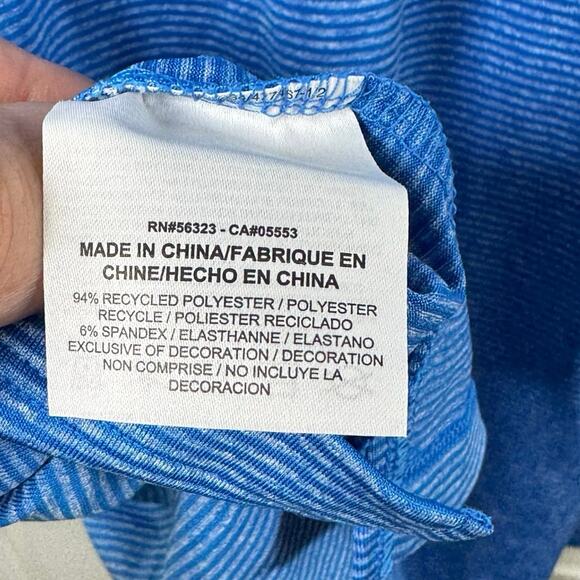 RN#56323 - CA#05553
MADE IN CHINA/FABRIQUE EN
CHINE/HECHO EN CHINA
94% RECYCLED POLYESTER / POLYESTER
RECYCLE / POLIESTER RECICLADO
6% SPANDEX / ELASTHANNE / ELASTANO
EXCLUSIVE OF DECORATION / DECORATION
NON COMPRISE / NO INCLUYE LA
DECORACIÓN